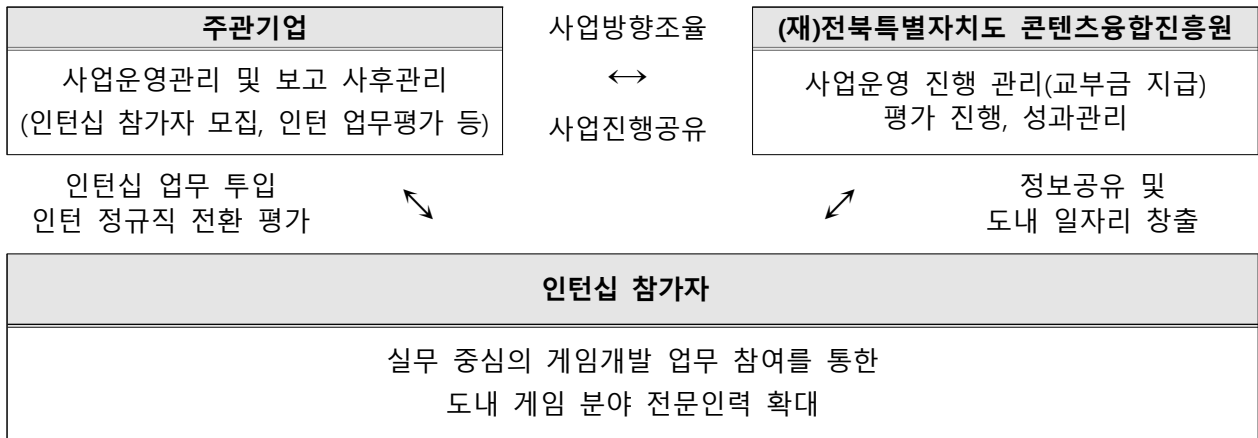 주관기업
사업운영관리 및 보고 사후관리
(인턴십 참가자 모집, 인턴 업무평가 등)
사업방향조율
↔
사업진행공유
(재)전북특별자치도 콘텐츠융합진흥원
사업운영 진행 관리(교부금 지급)
평가 진행, 성과관리
인턴십 업무 투입
인턴 정규직 전환 평가
정보공유 및
도내 일자리 창출
인턴십 참가자
실무 중심의 게임개발 업무 참여를 통한
도내 게임 분야 전문인력 확대